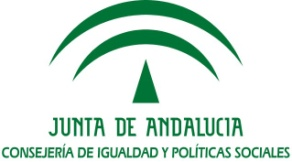 JUNTA DE ANDALUCIA
CONSEJERÍA DE IGUALDAD Y POLÍTICAS SOCIALES